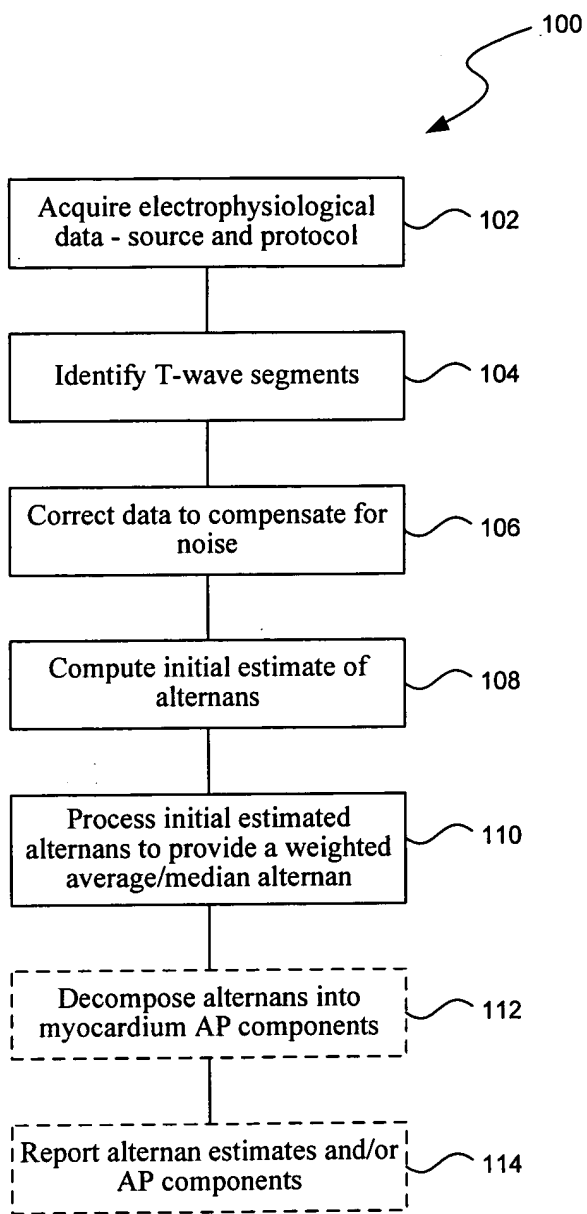 100
Acquire electrophysiological
data - source and protocol
102
Identify T-wave segments
104
Correct data to compensate for
noise
106
Compute initial estimate of
alternans
108
Process initial estimated
alternans to provide a weighted
average/median alternan
110
Decompose alternans into
myocardium AP components
112
Report alternan estimates and/or
AP components
114